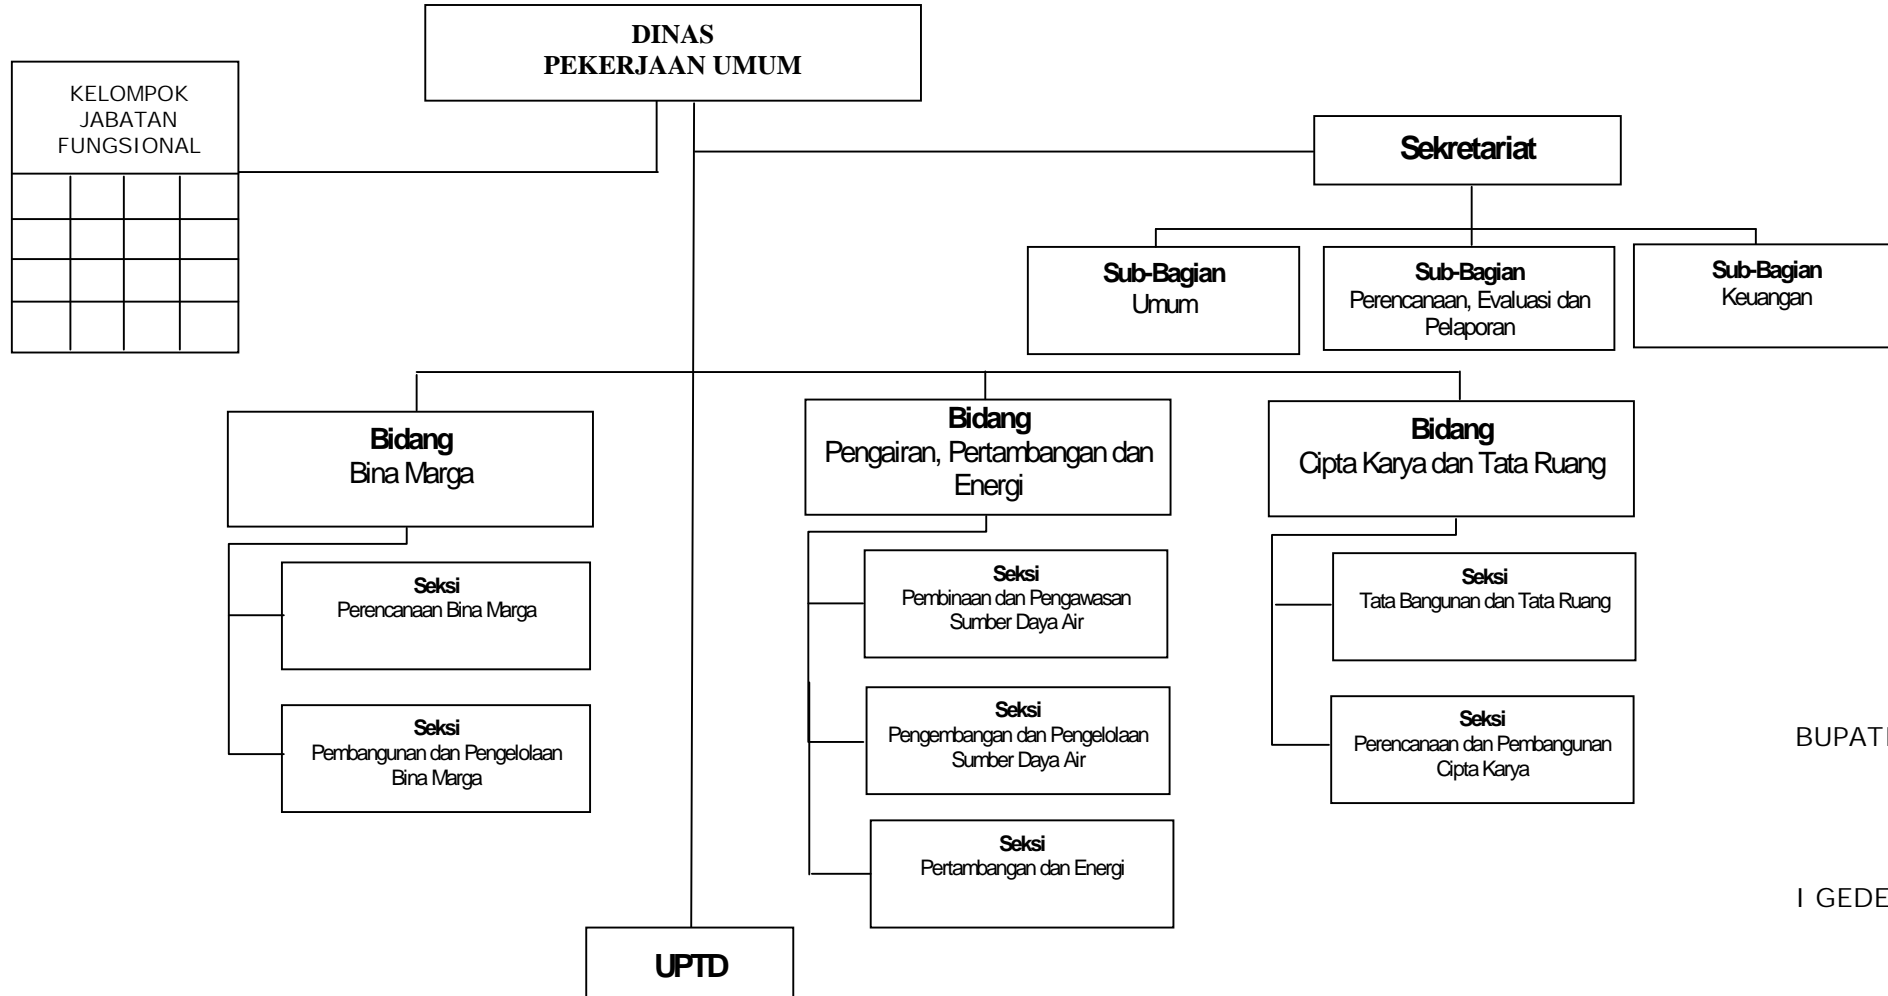 DINAS
PEKERJAAN UMUM
KELOMPOK
JABATAN
FUNGSIONAL
Sekretariat
Sub-Bagian
Umum
Sub-Bagian
Perencanaan, Evaluasi dan
Pelaporan
Sub-Bagian
Keuangan
Bidang
Bina Marga
Bidang
Pengairan, Pertambangan dan
Energi
Bidang
Cipta Karya dan Tata Ruang
Seksi
Perencanaan Bina Marga
Seksi
Pembangunan dan Pengelolaan
Bina Marga
Seksi
Pembinaan dan Pengawasan
Sumber Daya Air
Seksi
Pengembangan dan Pengelolaan
Sumber Daya Air
Seksi
Pertambangan dan Energi
Seksi
Tata Bangunan dan Tata Ruang
Seksi
Perencanaan dan Pembangunan
Cipta Karya
BUPATI
I GEDE
UPTD